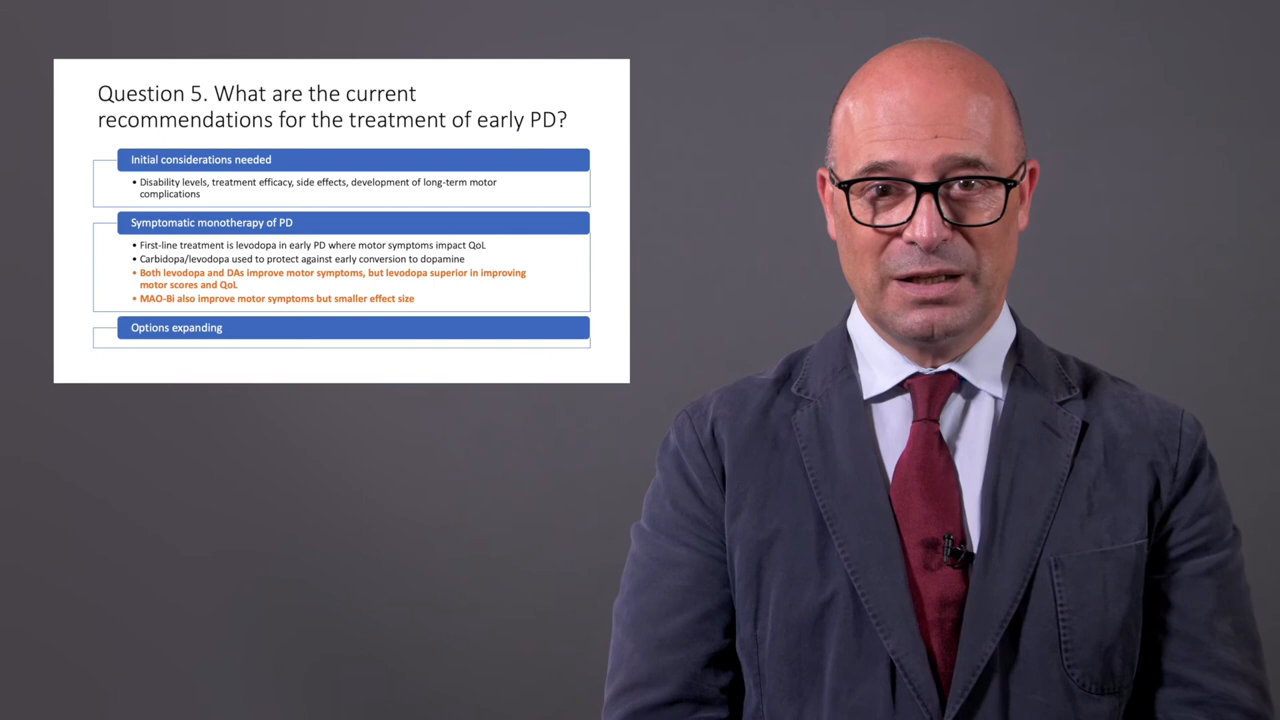 Question 5. What are the current
recommendations for the treatment of early PD?
Initial considerations needed
• Disability levels, treatment efficacy, side effects, development of long-term motor
complications
Symptomatic monotherapy of PD
• First-line treatment is levodopa in early PD where motor symptoms impact QoL
• Carbidopa/levodopa used to protect against early conversion to dopamine
• Both levodopa and DAs improve motor symptoms, but levodopa superior in improving
motor scores and QoL
• MAO-Bi also improve motor symptoms but smaller effect size
Options expanding